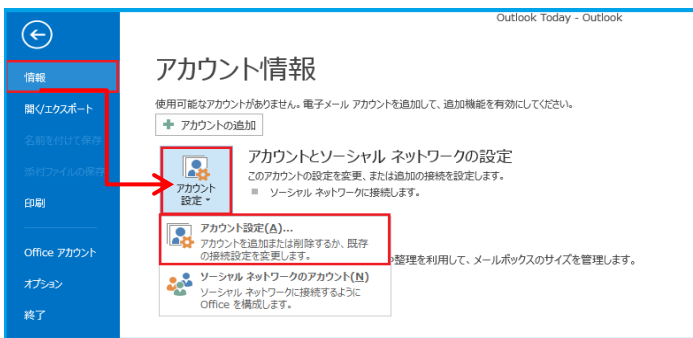 Outlook Today - Outlook
情報
開く/エクスポート
名前を付けて保存
添付ファイルの保存
印刷
Office アカウント
オプション
終了
アカウント情報
使用可能なアカウントがありません。電子メール アカウントを追加して、追加機能を有効にしてください。
アカウントの追加
アカウント
設定
アカウントとソーシャル ネットワークの設定
このアカウントの設定を変更、または追加の接続を設定します。
ソーシャル ネットワークに接続します。
アカウント設定(A)...
アカウントを追加または削除するか、既存
の接続設定を変更します。
ソーシャル ネットワークのアカウント(N)
ソーシャル ネットワークに接続するように
Office を構成します。
整理を利用して、メールボックスのサイズを管理します。